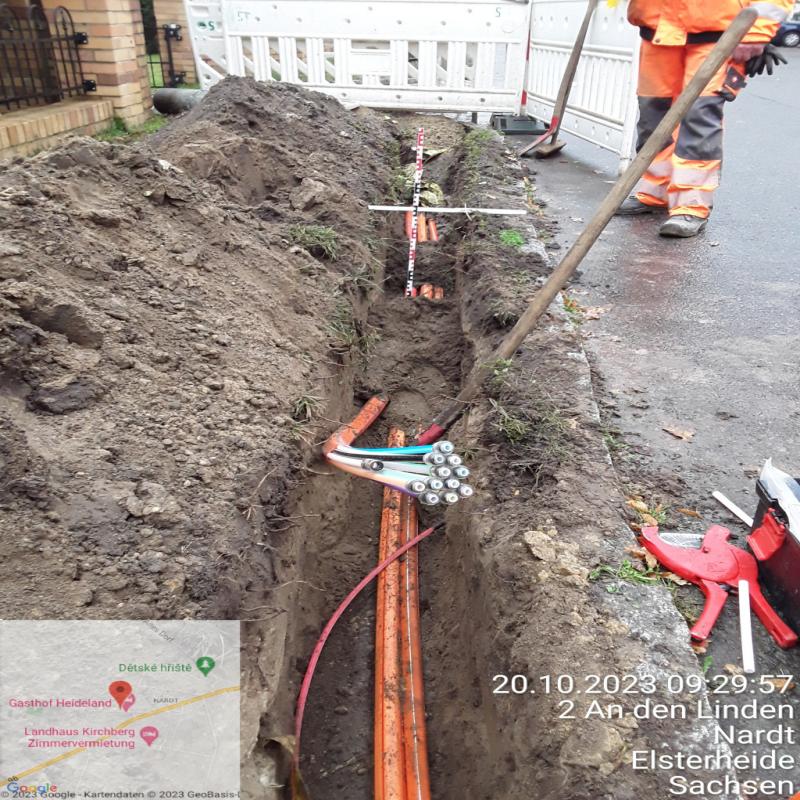 Dorf
Dětské hřiště
Gasthof Heideland
NARDT
Landhaus Kirchberg
Zimmervermietung
Google
© 2023 Google - Kartendaten © 2023 GeoBasis-
20.10.2023 09:29:57
2 An den Linden
Nardt
Elsterheide
Sachsen